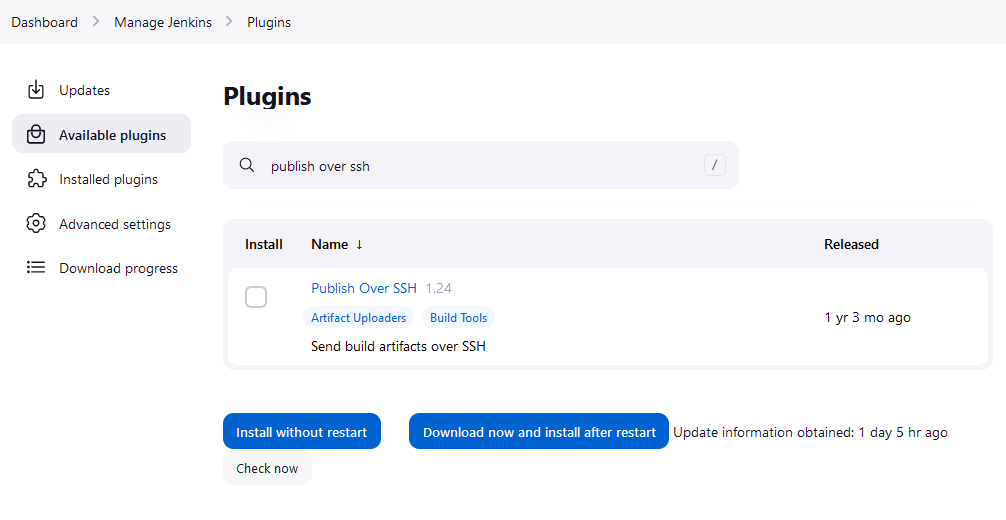 Dashboard > Manage Jenkins > Plugins
Updates
Available plugins
Installed plugins
Advanced settings
Download progress
Plugins
publish over ssh /
Install Name ↓ Released
Publish Over SSH 1.24
Artifact Uploaders Build Tools
Send build artifacts over SSH
1 yr 3 mo ago
Install without restart Download now and install after restart Update information obtained: 1 day 5 hr ago
Check now